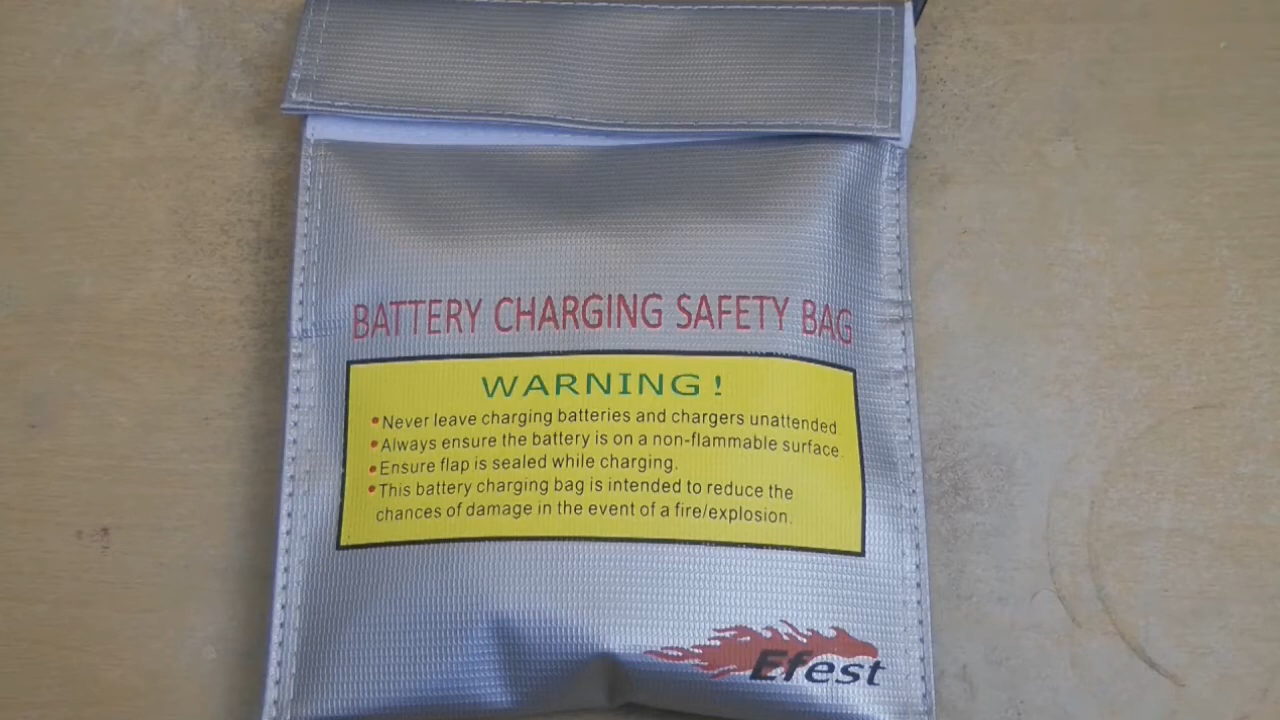 BATTERY CHARGING SAFETY BAG
WARNING!
•Never leave charging batteries and chargers unattended.
•Always ensure the battery is on a non-flammable surface.
•Ensure flap is sealed while charging.
•This battery charging bag is intended to reduce the
chances of damage in the event of a fire/explosion.
Efest